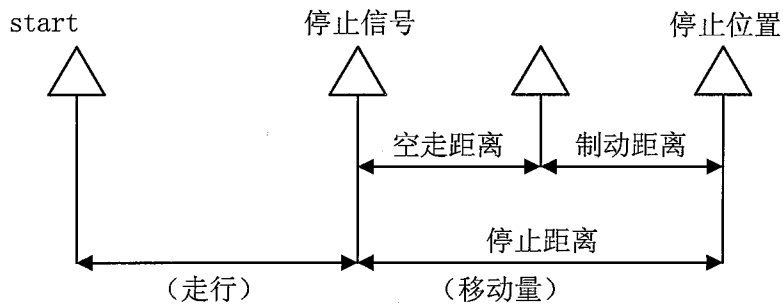 start
停止信号
停止位置
空走距离
制动距离
停止距离
（走行）
（移动量）